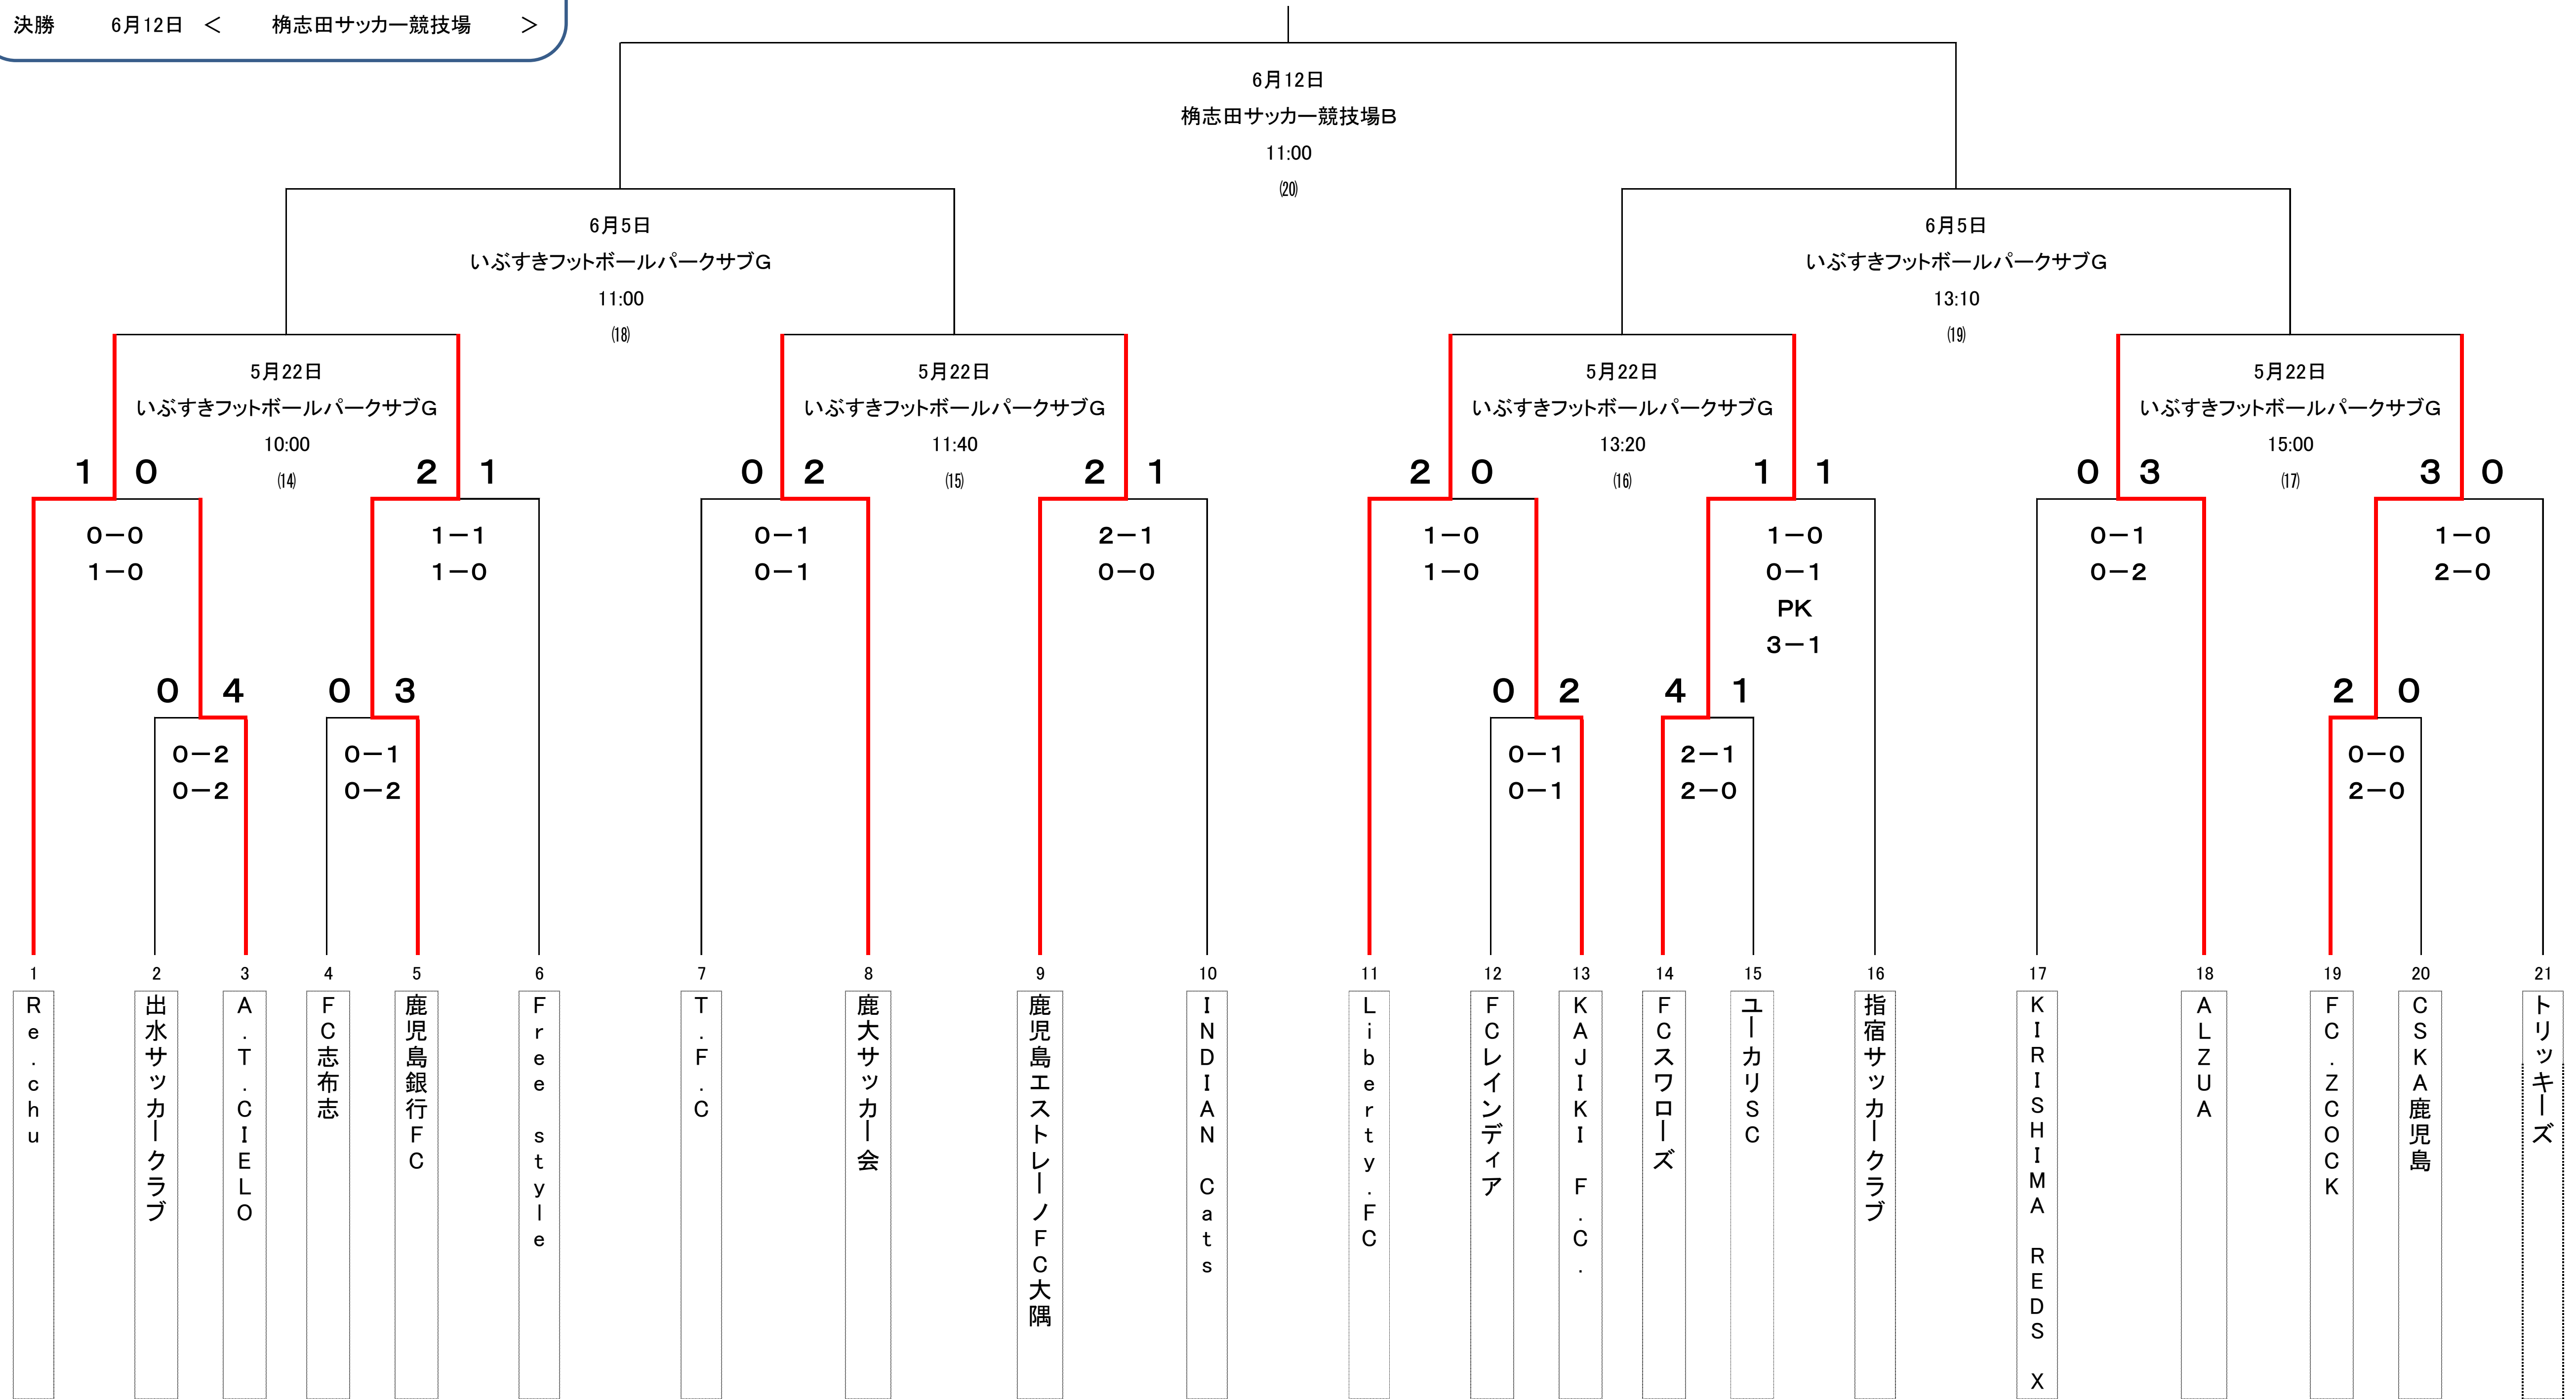 決勝 6月12日 ＜ 桷志田サッカー競技場 ＞
6月12日
桷志田サッカー競技場B
11:00
(20)
6月5日
いぶすきフットボールパークサブG
11:00
(18)
6月5日
いぶすきフットボールパークサブG
13:10
(19)
5月22日
いぶすきフットボールパークサブG
10:00
(14)
5月22日
いぶすきフットボールパークサブG
11:40
(15)
5月22日
いぶすきフットボールパークサブG
13:20
(16)
5月22日
いぶすきフットボールパークサブG
15:00
(17)
1 0
0－0
1－0
2 1
1－1
1－0
0 2
0－1
0－1
2 1
2－1
0－0
2 0
1－0
1－0
1 1
1－0
0－1
PK
3－1
0 3
0－1
0－2
3 0
1－0
2－0
0 4
0－2
0－2
0 3
0－1
0－2
0 2
0－1
0－1
4 1
2－1
2－0
2 0
0－0
2－0
1 2 3 4 5 6 7 8 9 10 11 12 13 14 15 16 17 18 19 20 21
Re.chu
出水サッカークラブ
A.T.CIELO
FC志布志
鹿児島銀行FC
Free style
T.F.C
鹿大サッカー会
鹿児島エストレーノFC大隅
INDIAN Cats
Liberty.FC
FCレインディア
KAJIKI F.C.
FCスワローズ
ユーカリSC
指宿サッカークラブ
KIRISHIMA REDS X
ALZUA
FC.ZCOCK
CSKA鹿児島
トリッキーズ